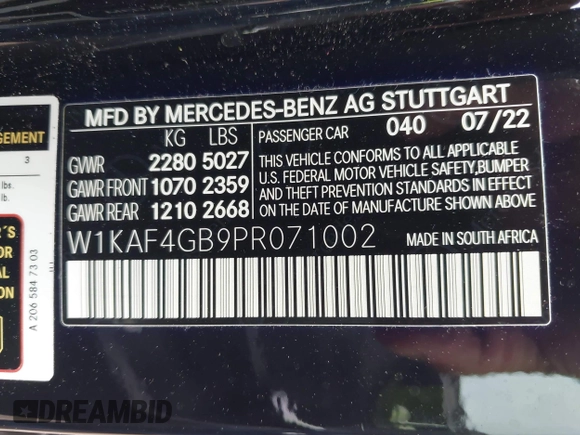 MFD BY MERCEDES-BENZ AG STUTTGART
KG LBS
GVWR 2280 5027
GAWR FRONT 1070 2359
GAWR REAR 1210 2668
PASSENGER CAR 040 07/22
THIS VEHICLE CONFORMS TO ALL APPLICABLE
U.S. FEDERAL MOTOR VEHICLE SAFETY, BUMPER
AND THEFT PREVENTION STANDARDS IN EFFECT
ON THE DATE OF MANUFACTURE SHOWN ABOVE
W1KAF4GB9PR071002
MADE IN SOUTH AFRICA
3
lbs.
lb.
A 206 584 73 03
DREAMBID